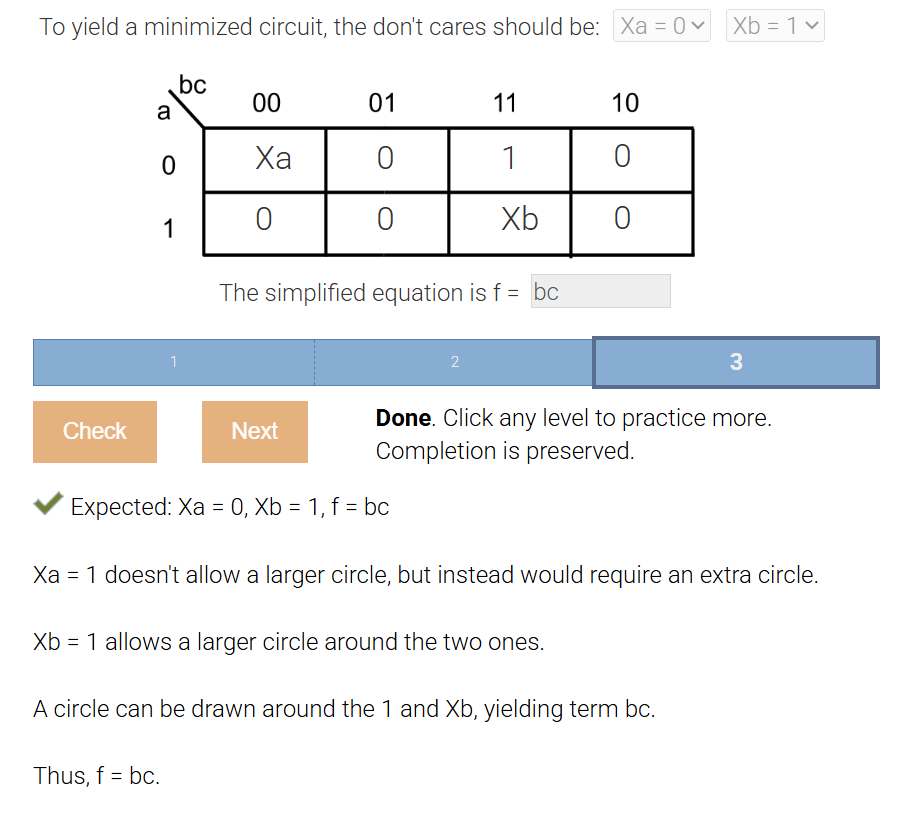 To yield a minimized circuit, the don't cares should be: Xa = 0 Xb = 1
bc
a
00 01 11 10
0 Xa 0 1 0
1 0 0 Xb 0
The simplified equation is f = bc
1 2 3
Check Next
Done. Click any level to practice more.
Completion is preserved.
Expected: Xa = 0, Xb = 1, f = bc
Xa = 1 doesn't allow a larger circle, but instead would require an extra circle.
Xb = 1 allows a larger circle around the two ones.
A circle can be drawn around the 1 and Xb, yielding term bc.
Thus, f = bc.